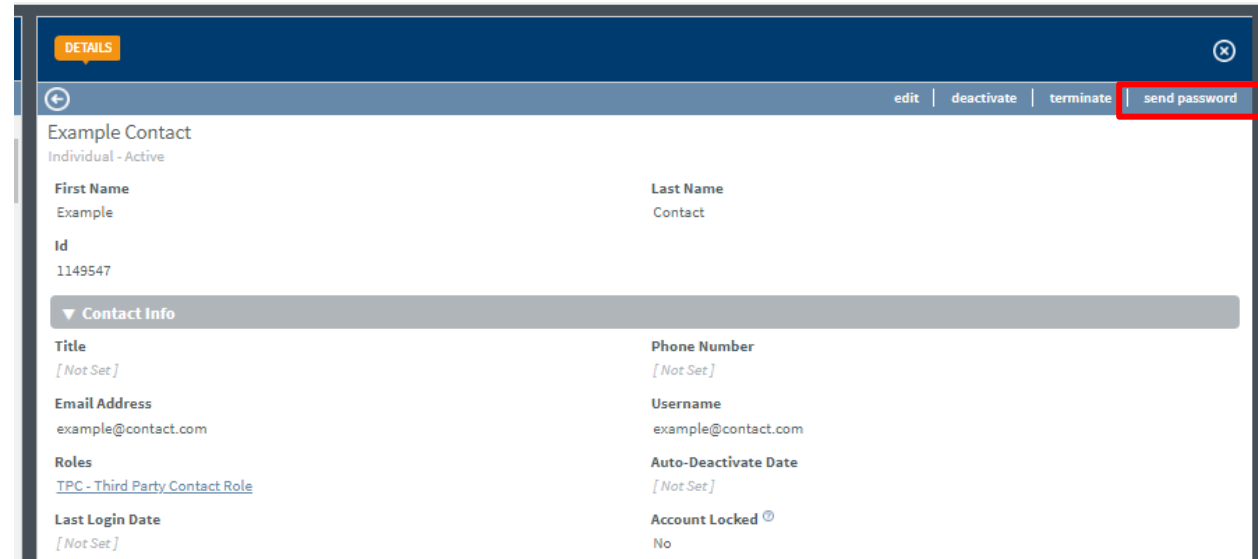 DETAILS
edit deactivate terminate send password
Example Contact
Individual - Active
First Name Last Name
Example Contact
Id
1149547
Contact Info
Title Phone Number
[ Not Set ] [ Not Set ]
Email Address Username
example@contact.com example@contact.com
Roles Auto-Deactivate Date
TPC - Third Party Contact Role [ Not Set ]
Last Login Date Account Locked ?
[ Not Set ] No